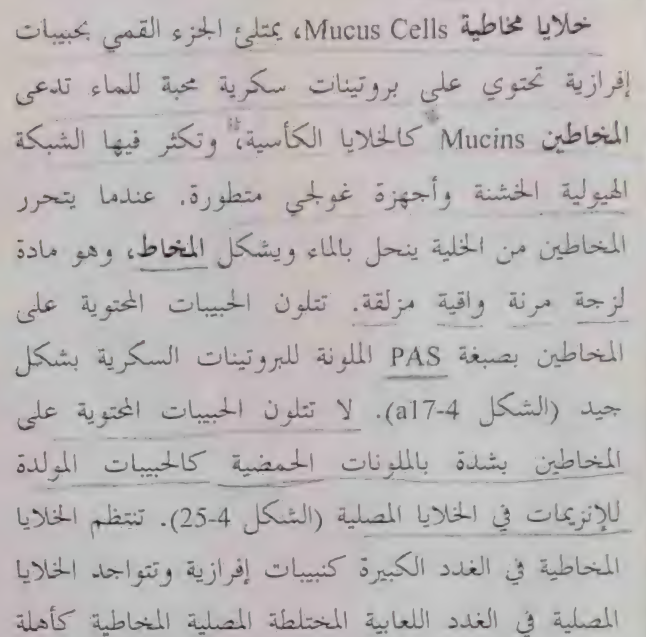 خلايا مخاطية Mucus Cells، يمتلئ الجزء القمي بحبيبات
إفرازية تحتوي على بروتينات سكرية محبة للماء تدعى
المخاطين Mucins كالخلايا الكأسية، وتكثر فيها الشبكة
الهيولية الخشنة وأجهزة غولجي متطورة. عندما يتحرر
المخاطين من الخلية ينحل بالماء ويشكل المخاط، وهو مادة
لزجة مرنة واقية مزلقة. تتلون الحبيبات المحتوية على
المخاطين بصبغة PAS الملونة للبروتينات السكرية بشكل
جيد (الشكل 4-a17). لا تتلون الحبيبات المحتوية على
المخاطين بشدة بالملونات الحمضية كالحبيبات المولدة
للإنزيمات في الخلايا المصلية (الشكل 4-25). تنتظم الخلايا
المخاطية في الغدد الكبيرة كنبيبات إفرازية وتتواجد الخلايا
المصلية في الغدد اللعابية المختلطة المصلية المخاطية كأهلة